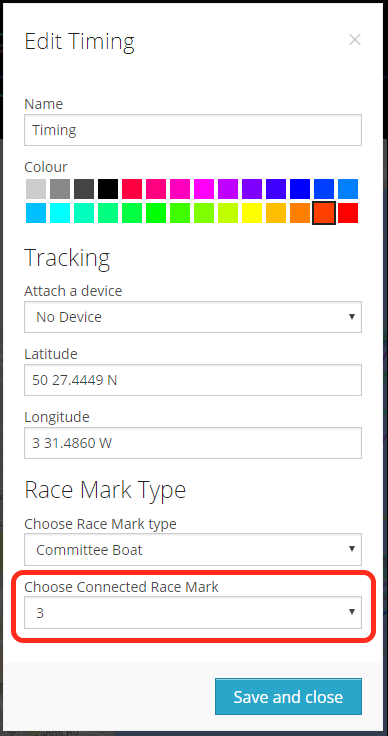 Edit Timing
×
Name
Timing
Colour
Tracking
Attach a device
No Device
Latitude
50 27.4449 N
Longitude
3 31.4860 W
Race Mark Type
Choose Race Mark type
Committee Boat
Choose Connected Race Mark
3
Save and close